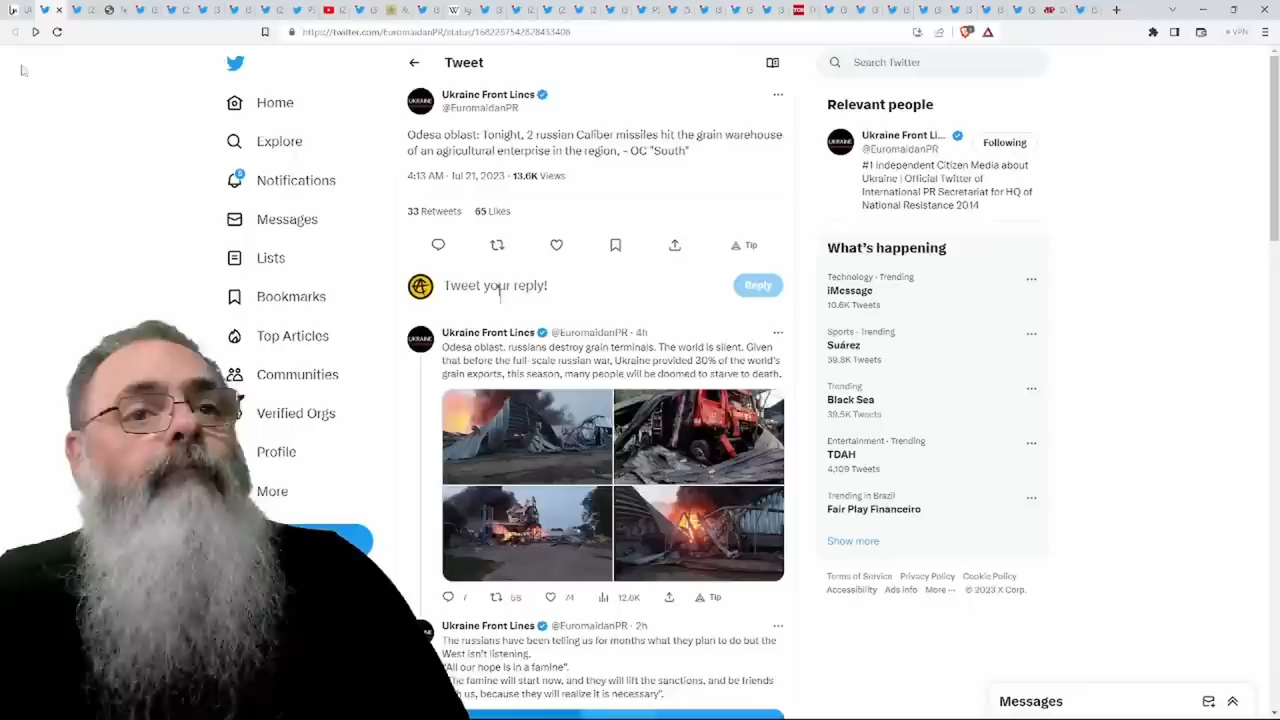 https://twitter.com/EuromaidanPR/status/1682287542828433408
VPN
Home
Explore
Notifications
Messages
Lists
Bookmarks
Top Articles
Communities
Verified Orgs
Profile
More
Tweet
Ukraine Front Lines
@EuromaidanPR
Odesa oblast: Tonight, 2 russian Caliber missiles hit the grain warehouse
of an agricultural enterprise in the region, - OC "South"
4:13 AM · Jul 21, 2023 · 13.6K Views
33 Retweets 65 Likes
Tip
Tweet your reply!
Reply
Ukraine Front Lines @EuromaidanPR · 4h
Odesa oblast, russians destroy grain terminals. The world is silent. Given
that before the full-scale russian war, Ukraine provided 30% of the world's
grain exports, this season, many people will be doomed to starve to death.
7 58 74 12.6K Tip
Ukraine Front Lines @EuromaidanPR · 2h
The russians have been telling us for months what they plan to do but the
West isn't listening.
"All our hope is in a famine".
The famine will start now, and they will lift the sanctions, and be friends
us, because they will realize it is necessary".
Search Twitter
Relevant people
Ukraine Front Li...
@EuromaidanPR
Following
#1 independent Citizen Media about
Ukraine | Official Twitter of
International PR Secretariat for HQ of
National Resistance 2014
What's happening
Technology · Trending
iMessage
10.6K Tweets
Sports · Trending
Suárez
39.8K Tweets
Trending
Black Sea
39.5K Tweets
Entertainment · Trending
TDAH
4,109 Tweets
Trending in Brazil
Fair Play Financeiro
Show more
Terms of Service Privacy Policy Cookie Policy
Accessibility Ads info More ··· © 2023 X Corp.
Messages